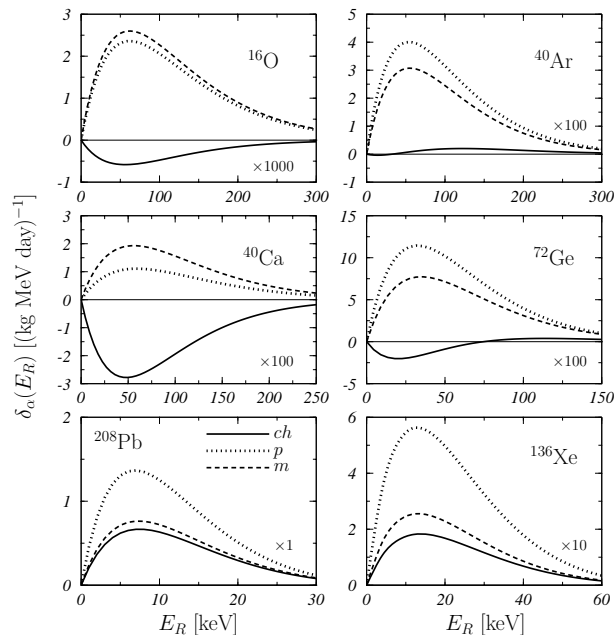 δα(E_R) [(kg MeV day)⁻¹]
3
2
1
0
-1
¹⁶O
×1000
0 100 200 300
5
4
3
2
1
0
-1
⁴⁰Ar
×100
0 100 200 300
3
2
1
0
-1
-2
-3
⁴⁰Ca
×100
0 50 100 150 200 250
15
10
5
0
-5
⁷²Ge
×100
0 50 100 150
2
1
0
²⁰⁸Pb
ch
p
m
×1
0 10 20 30
E_R [keV]
6
4
2
0
¹³⁶Xe
×10
0 20 40 60
E_R [keV]